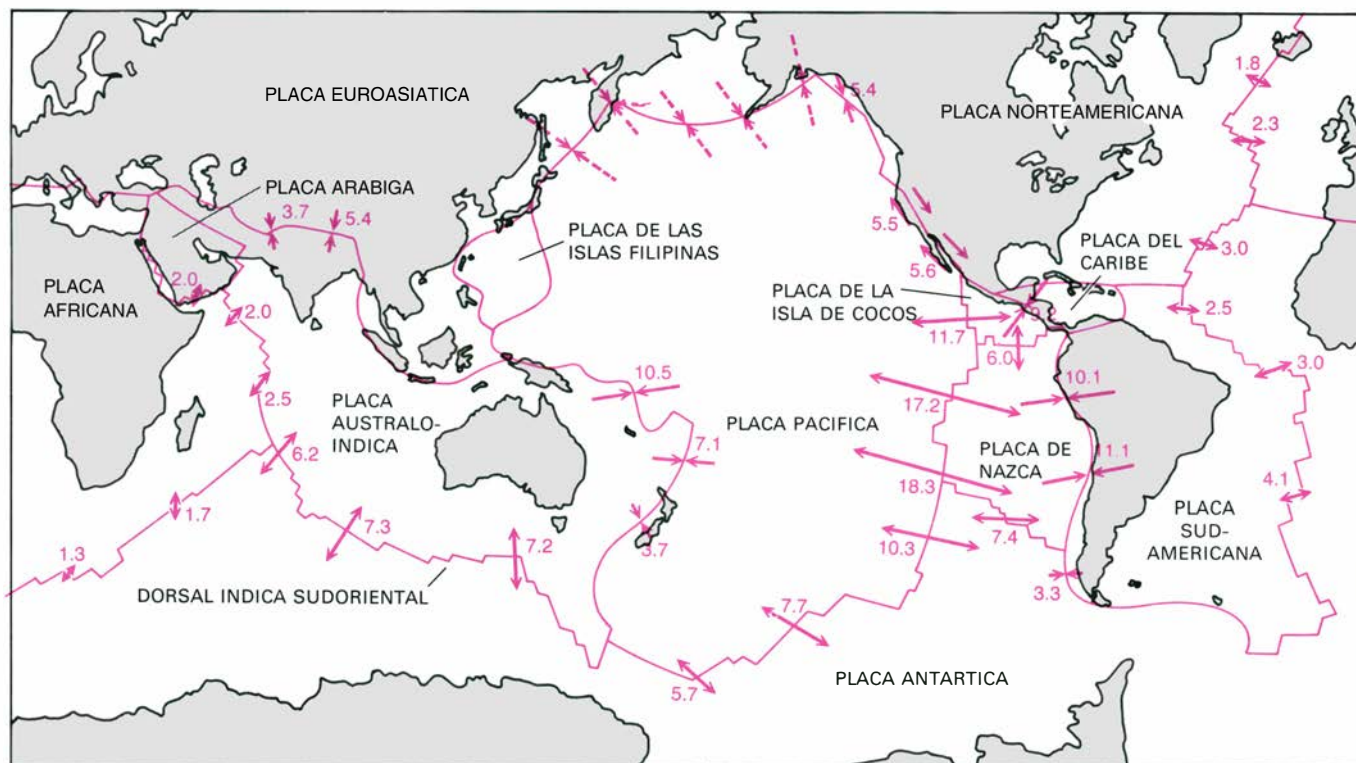 PLACA EUROASIATICA
PLACA NORTEAMERICANA
PLACA ARABIGA
PLACA AFRICANA
PLACA DE LAS
ISLAS FILIPINAS
PLACA DEL
CARIBE
PLACA DE LA
ISLA DE COCOS
PLACA
AUSTRALO-
INDICA
PLACA PACIFICA
PLACA DE
NAZCA
PLACA
SUD-
AMERICANA
DORSAL INDICA SUDORIENTAL
PLACA ANTARTICA
1.8
5.4
2.3
3.7
5.4
5.5
3.0
5.6
2.0
2.0
2.5
11.7
6.0
3.0
10.5
10.1
2.5
17.2
7.1
6.2
11.1
18.3
4.1
1.7
7.3
7.2
3.7
10.3
7.4
1.3
3.3
7.7
5.7